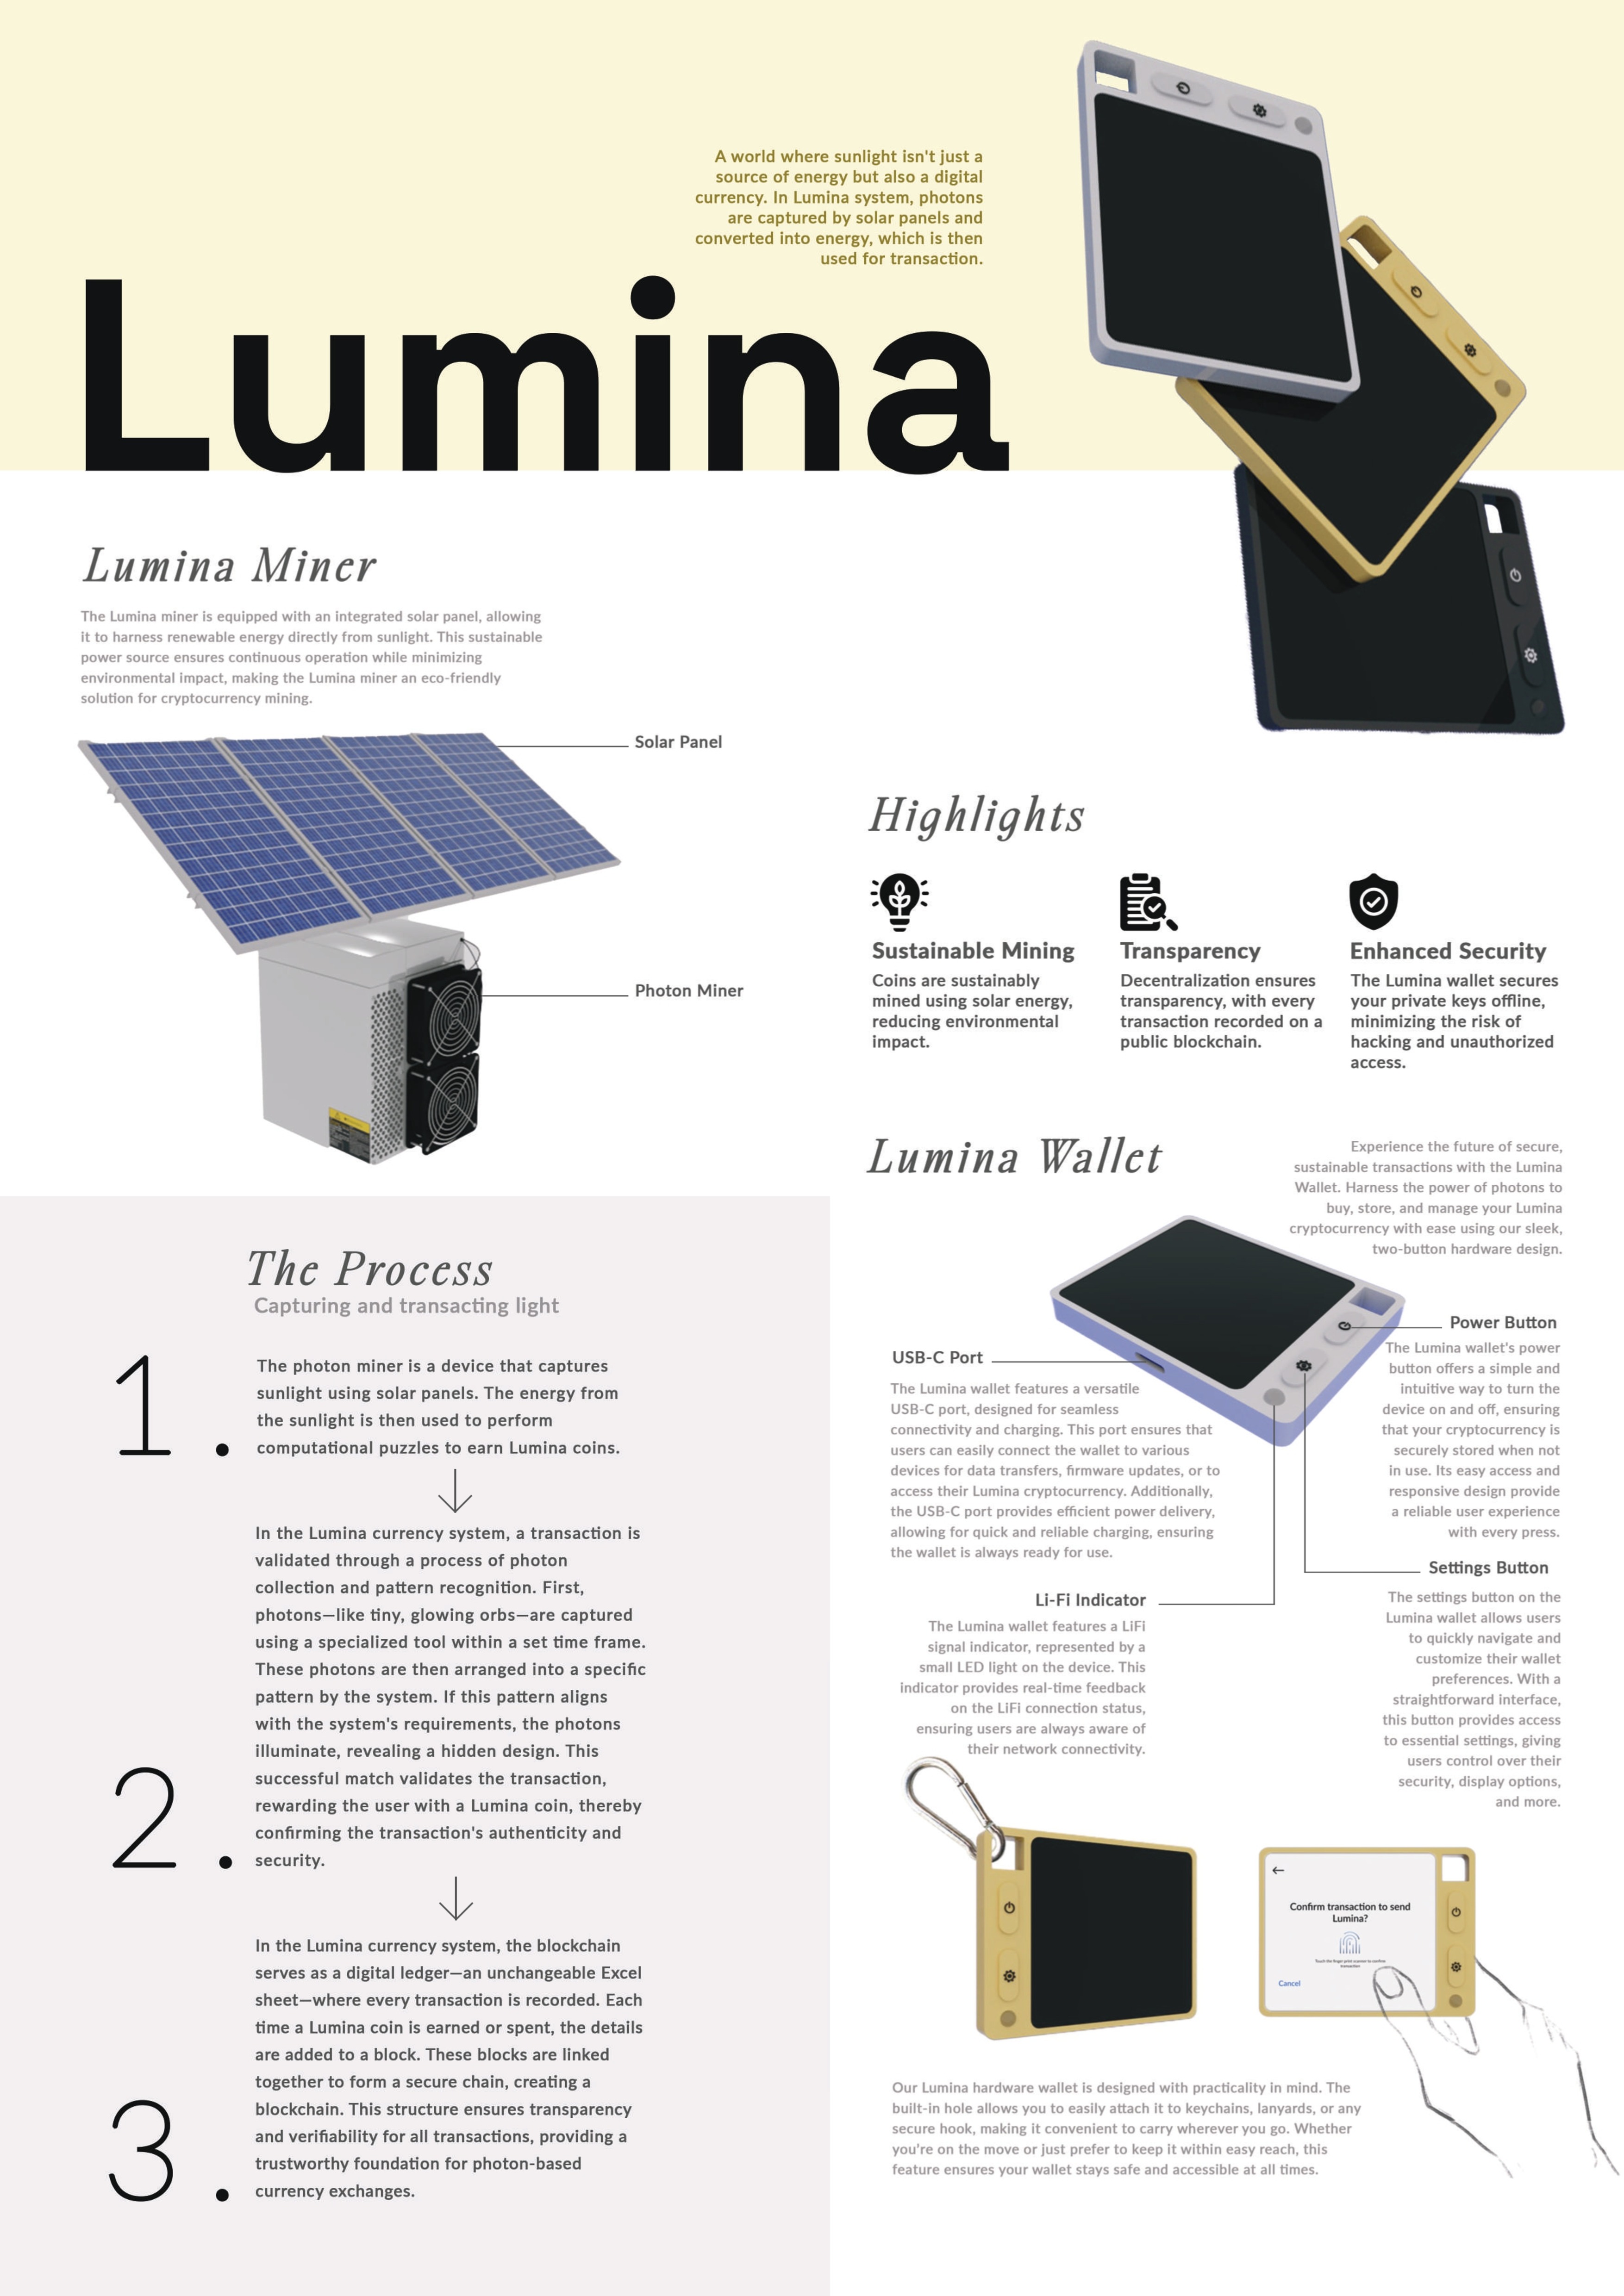 A world where sunlight isn't just a
source of energy but also a digital
currency. In Lumina system, photons
are captured by solar panels and
converted into energy, which is then
used for transaction.
Lumina
Lumina Miner
The Lumina miner is equipped with an integrated solar panel, allowing
it to harness renewable energy directly from sunlight. This sustainable
power source ensures continuous operation while minimizing
environmental impact, making the Lumina miner an eco-friendly
solution for cryptocurrency mining.
Solar Panel
Photon Miner
Highlights
Sustainable Mining
Coins are sustainably
mined using solar energy,
reducing environmental
impact.
Transparency
Decentralization ensures
transparency, with every
transaction recorded on a
public blockchain.
Enhanced Security
The Lumina wallet secures
your private keys offline,
minimizing the risk of
hacking and unauthorized
access.
The Process
Capturing and transacting light
1.
The photon miner is a device that captures
sunlight using solar panels. The energy from
the sunlight is then used to perform
computational puzzles to earn Lumina coins.
2.
In the Lumina currency system, a transaction is
validated through a process of photon
collection and pattern recognition. First,
photons—like tiny, glowing orbs—are captured
using a specialized tool within a set time frame.
These photons are then arranged into a specific
pattern by the system. If this pattern aligns
with the system's requirements, the photons
illuminate, revealing a hidden design. This
successful match validates the transaction,
rewarding the user with a Lumina coin, thereby
confirming the transaction's authenticity and
security.
3.
In the Lumina currency system, the blockchain
serves as a digital ledger—an unchangeable Excel
sheet—where every transaction is recorded. Each
time a Lumina coin is earned or spent, the details
are added to a block. These blocks are linked
together to form a secure chain, creating a
blockchain. This structure ensures transparency
and verifiability for all transactions, providing a
trustworthy foundation for photon-based
currency exchanges.
Lumina Wallet
Experience the future of secure,
sustainable transactions with the Lumina
Wallet. Harness the power of photons to
buy, store, and manage your Lumina
cryptocurrency with ease using our sleek,
two-button hardware design.
USB-C Port
The Lumina wallet features a versatile
USB-C port, designed for seamless
connectivity and charging. This port ensures that
users can easily connect the wallet to various
devices for data transfers, firmware updates, or to
access their Lumina cryptocurrency. Additionally,
the USB-C port provides efficient power delivery,
allowing for quick and reliable charging, ensuring
the wallet is always ready for use.
Power Button
The Lumina wallet's power
button offers a simple and
intuitive way to turn the
device on and off, ensuring
that your cryptocurrency is
securely stored when not
in use. Its easy access and
responsive design provide
a reliable user experience
with every press.
Li-Fi Indicator
The Lumina wallet features a LiFi
signal indicator, represented by a
small LED light on the device. This
indicator provides real-time feedback
on the LiFi connection status,
ensuring users are always aware of
their network connectivity.
Settings Button
The settings button on the
Lumina wallet allows users
to quickly navigate and
customize their wallet
preferences. With a
straightforward interface,
this button provides access
to essential settings, giving
users control over their
security, display options,
and more.
Confirm transaction to send
Lumina?
Touch the finger print scanner to confirm
transaction
Cancel
Our Lumina hardware wallet is designed with practicality in mind. The
built-in hole allows you to easily attach it to keychains, lanyards, or any
secure hook, making it convenient to carry wherever you go. Whether
you're on the move or just prefer to keep it within easy reach, this
feature ensures your wallet stays safe and accessible at all times.